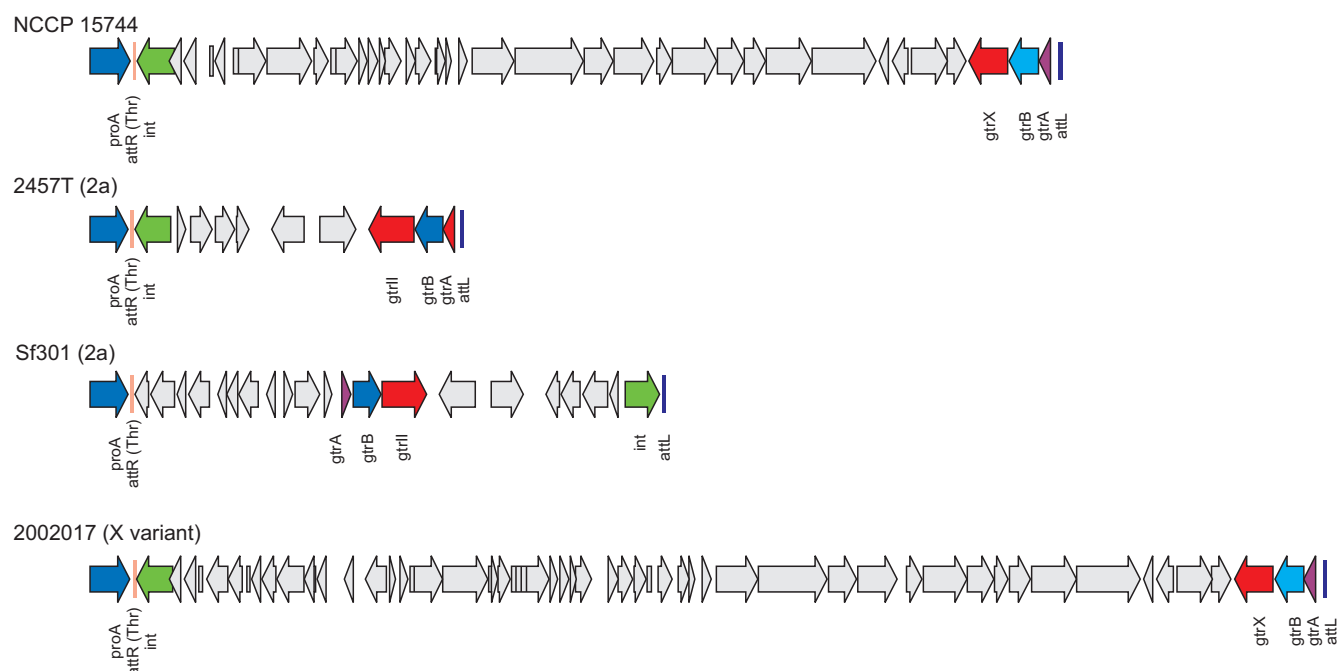 NCCP 15744
proA
attR (Thr)
int
gtrX
gtrB
gtrA
attL
2457T (2a)
proA
attR (Thr)
int
gtrII
gtrB
gtrA
attL
Sf301 (2a)
proA
attR (Thr)
gtrA
gtrB
gtrII
int
attL
2002017 (X variant)
proA
attR (Thr)
int
gtrX
gtrB
gtrA
attL